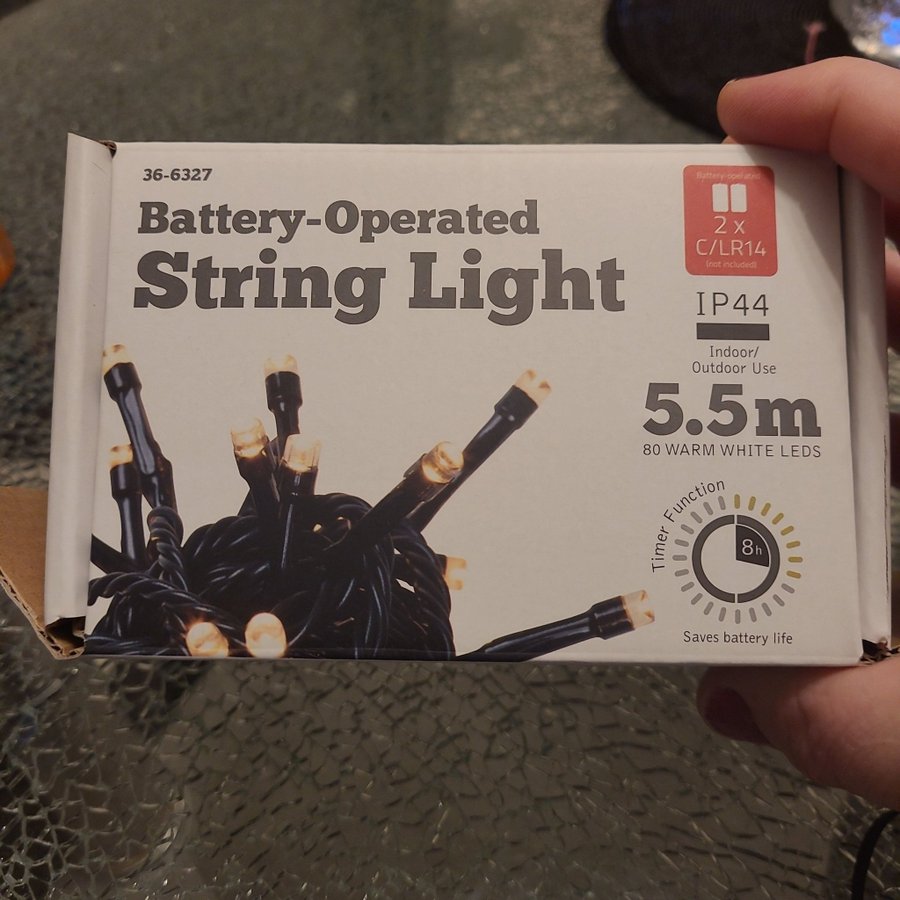 36-6327
Battery-Operated
String Light
Battery-operated
2 x
C/LR14
(not included)
IP44
Indoor/
Outdoor Use
5.5m
80 WARM WHITE LEDS
Timer Function
8h
Saves battery life